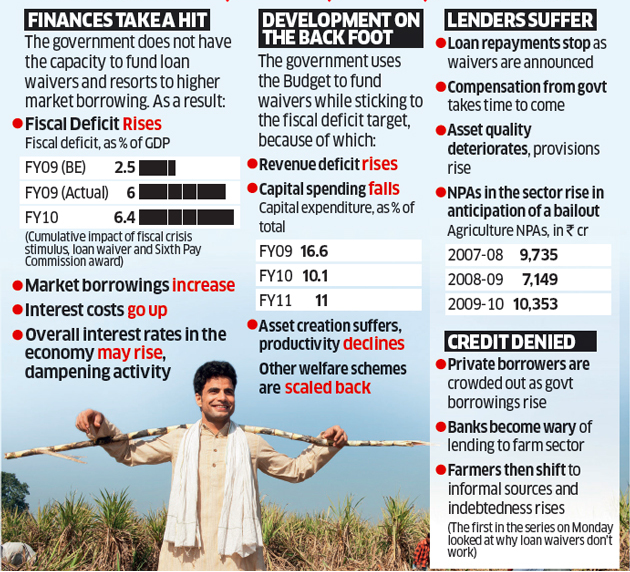 FINANCES TAKE A HIT
The government does not have
the capacity to fund loan
waivers and resorts to higher
market borrowing. As a result:
Fiscal Deficit Rises
Fiscal deficit, as % of GDP
FY09 (BE) 2.5
FY09 (Actual) 6
FY10 6.4
(Cumulative impact of fiscal crisis
stimulus, loan waiver and Sixth Pay
Commission award)
Market borrowings increase
Interest costs go up
Overall interest rates in the
economy may rise,
dampening activity
DEVELOPMENT ON
THE BACK FOOT
The government uses
the Budget to fund
waivers while sticking to
the fiscal deficit target,
because of which:
Revenue deficit rises
Capital spending falls
Capital expenditure, as % of
total
FY09 16.6
FY10 10.1
FY11 11
Asset creation suffers,
productivity declines
Other welfare schemes
are scaled back
LENDERS SUFFER
Loan repayments stop as
waivers are announced
Compensation from govt
takes time to come
Asset quality
deteriorates, provisions
rise
NPAs in the sector rise in
anticipation of a bailout
Agriculture NPAs, in ₹ cr
2007-08 9,735
2008-09 7,149
2009-10 10,353
CREDIT DENIED
Private borrowers are
crowded out as govt
borrowings rise
Banks become wary of
lending to farm sector
Farmers then shift to
informal sources and
indebtedness rises
(The first in the series on Monday
looked at why loan waivers don't
work)